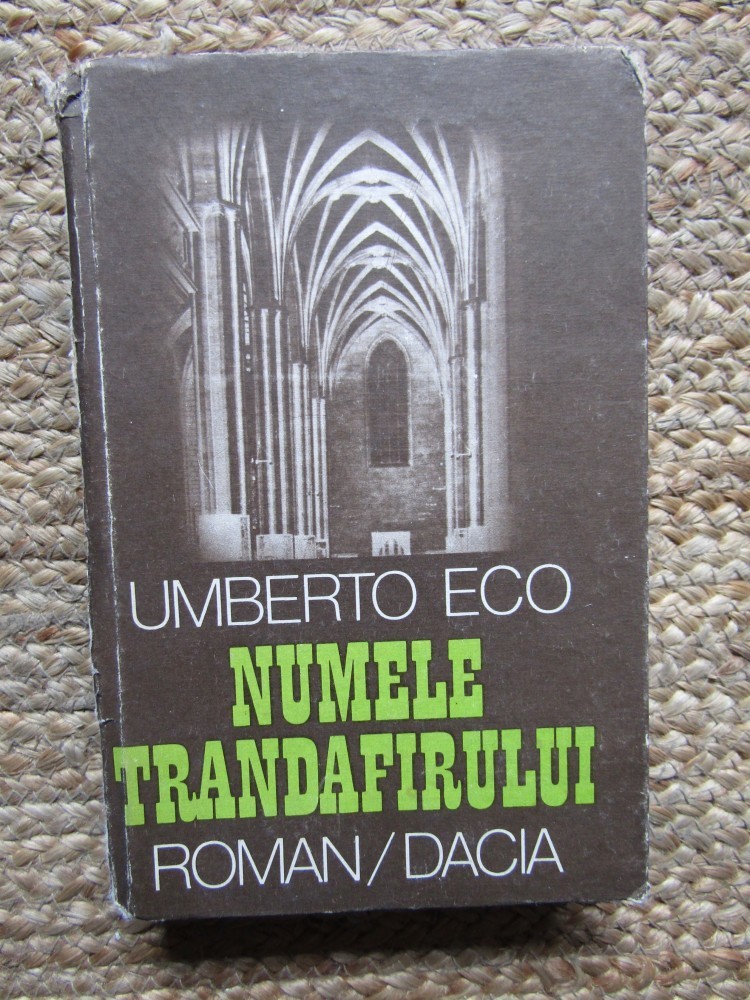 UMBERTO ECO
NUMELE
TRANDAFIRULUI
ROMAN/DACIA